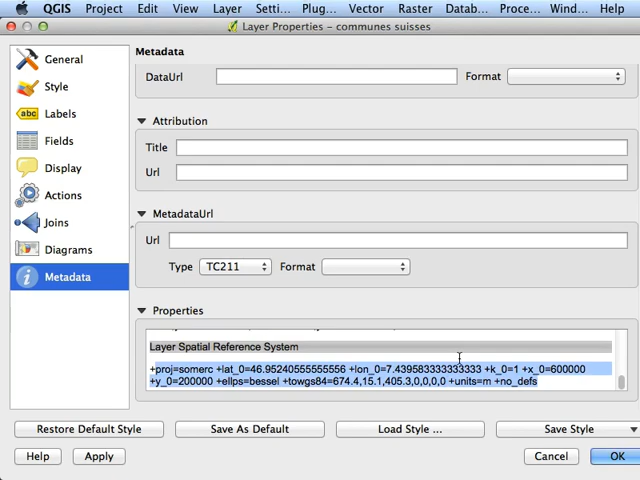 QGIS Project Edit View Layer Setti... Plug... Vector Raster Datab... Proce... Wind... Help
Layer Properties - communes suisses
General
Style
abc Labels
Fields
Display
Actions
Joins
Diagrams
Metadata
Metadata
DataUrl Format
Attribution
Title
Url
MetadataUrl
Url
Type TC211 Format
Properties
Layer Spatial Reference System
+proj=somerc +lat_0=46.95240555555556 +lon_0=7.439583333333333 +k_0=1 +x_0=600000
+y_0=200000 +ellps=bessel +towgs84=674.4,15.1,405.3,0,0,0,0 +units=m +no_defs
Restore Default Style Save As Default Load Style ... Save Style
Help Apply Cancel OK